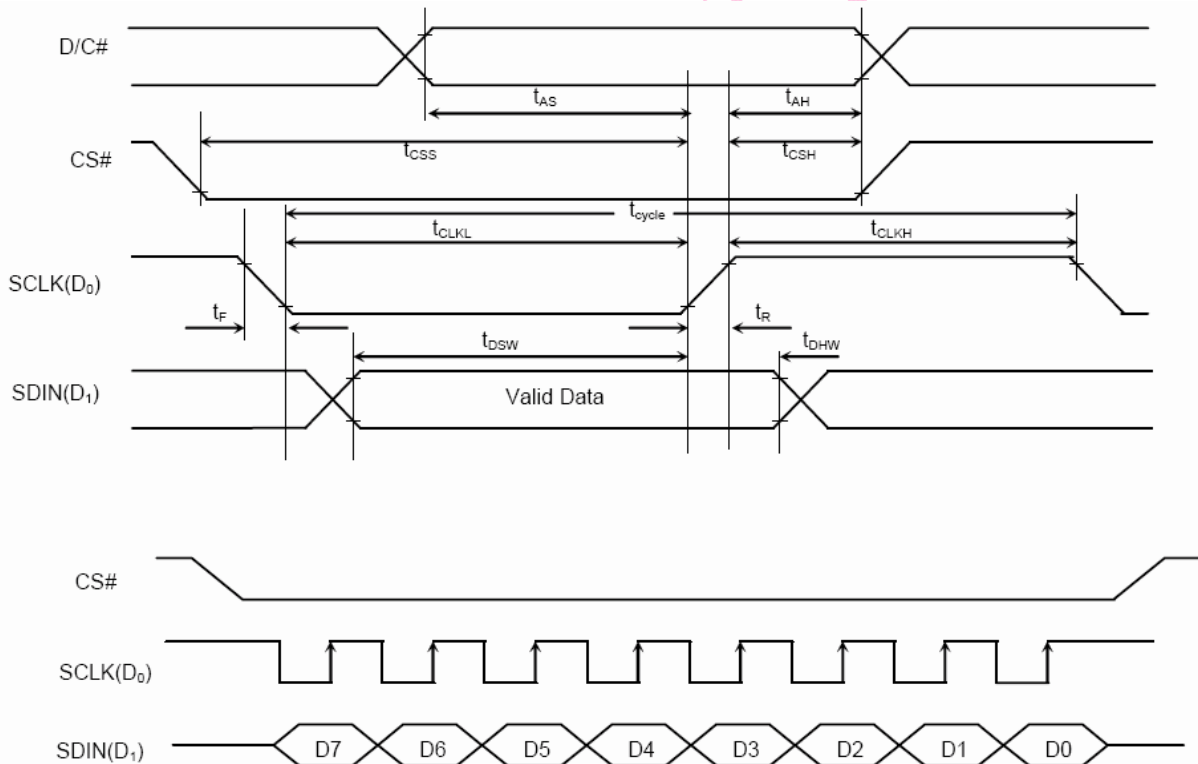 D/C#
tAS
tAH
CS#
tCSS
tCSH
tcycle
tCLKL
tCLKH
SCLK(D0)
tF
tR
tDSW
tDHW
SDIN(D1)
Valid Data
CS#
SCLK(D0)
SDIN(D1)
D7
D6
D5
D4
D3
D2
D1
D0